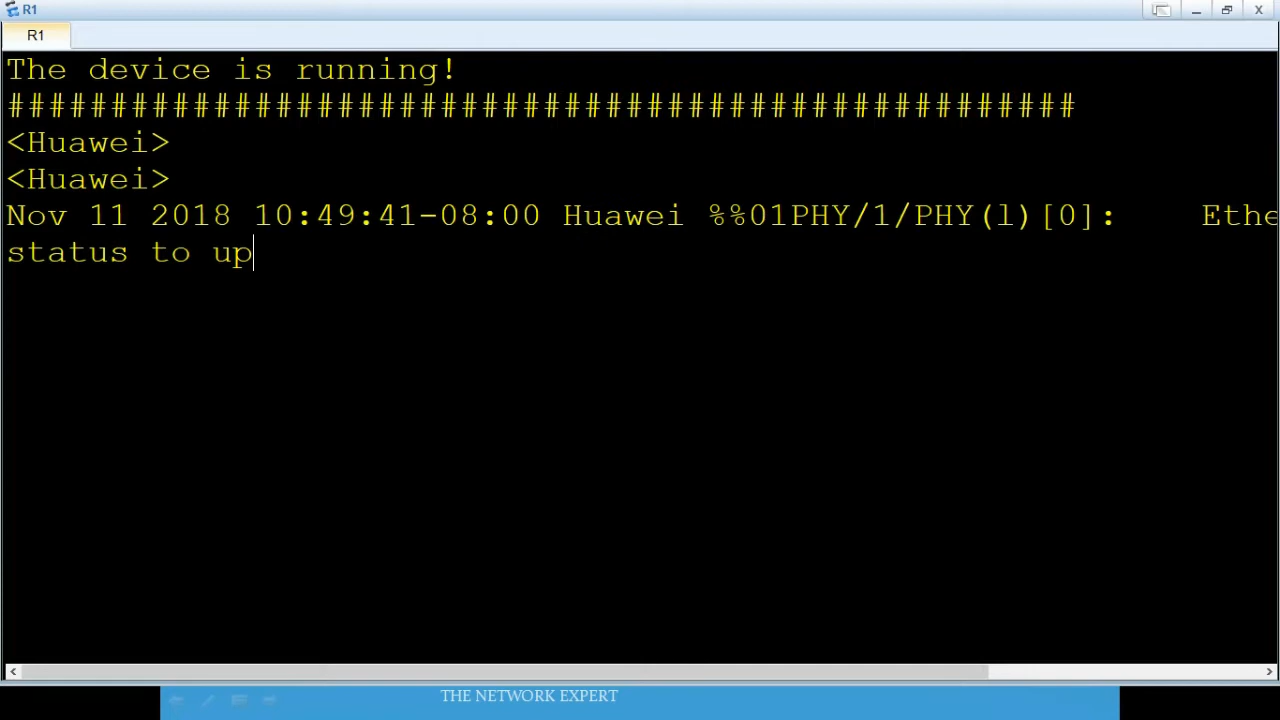 R1
R1
The device is running!
####################################################
<Huawei>
<Huawei>
Nov 11 2018 10:49:41-08:00 Huawei %%01PHY/1/PHY(l)[0]:    Ethe
status to up
THE NETWORK EXPERT